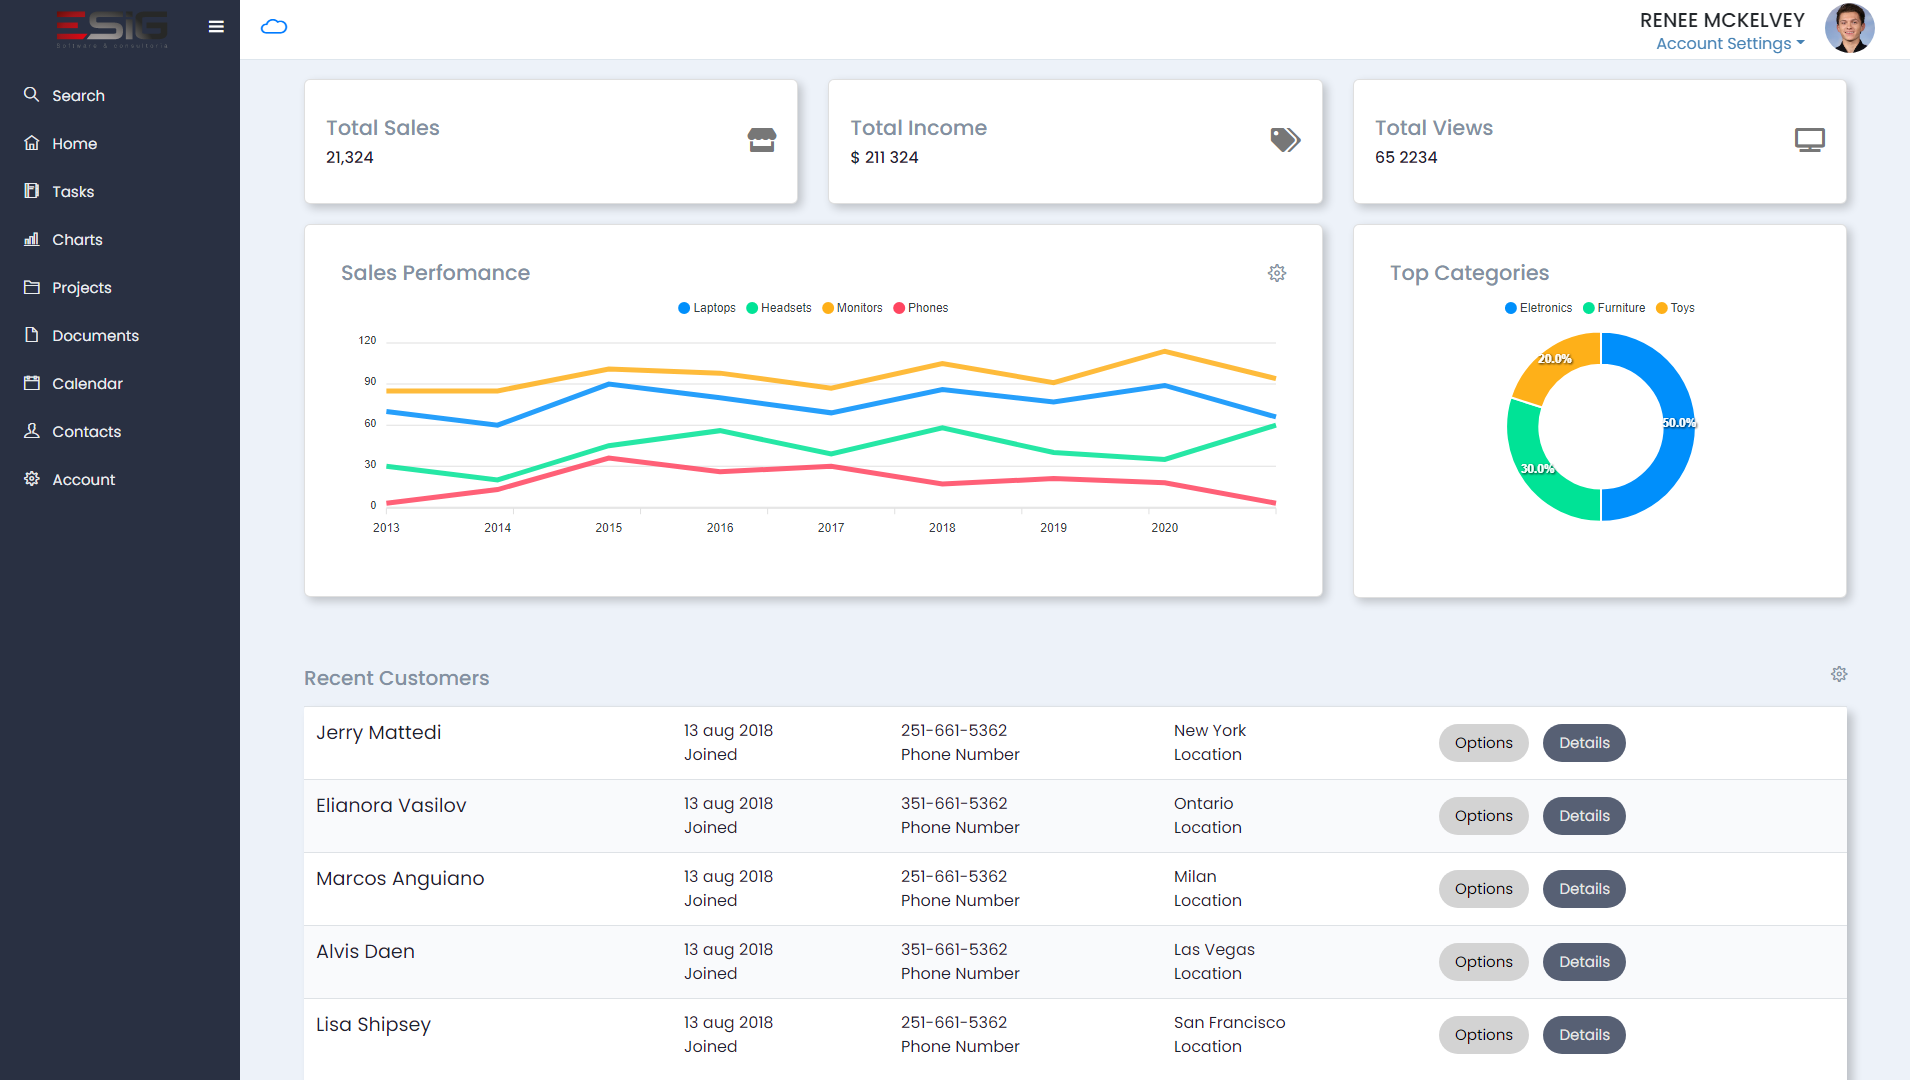 ESIG
Software & consultoria
RENEE MCKELVEY
Account Settings
Search
Home
Tasks
Charts
Projects
Documents
Calendar
Contacts
Account
Total Sales
21,324
Total Income
$ 211 324
Total Views
65 2234
Sales Perfomance
Laptops Headsets Monitors Phones
120
90
60
30
0
2013 2014 2015 2016 2017 2018 2019 2020
Top Categories
Eletronics Furniture Toys
20.0%
50.0%
30.0%
Recent Customers
Jerry Mattedi 13 aug 2018 251-661-5362 New York Options Details
Joined Phone Number Location
Elianora Vasilov 13 aug 2018 351-661-5362 Ontario Options Details
Joined Phone Number Location
Marcos Anguiano 13 aug 2018 251-661-5362 Milan Options Details
Joined Phone Number Location
Alvis Daen 13 aug 2018 351-661-5362 Las Vegas Options Details
Joined Phone Number Location
Lisa Shipsey 13 aug 2018 251-661-5362 San Francisco Options Details
Joined Phone Number Location